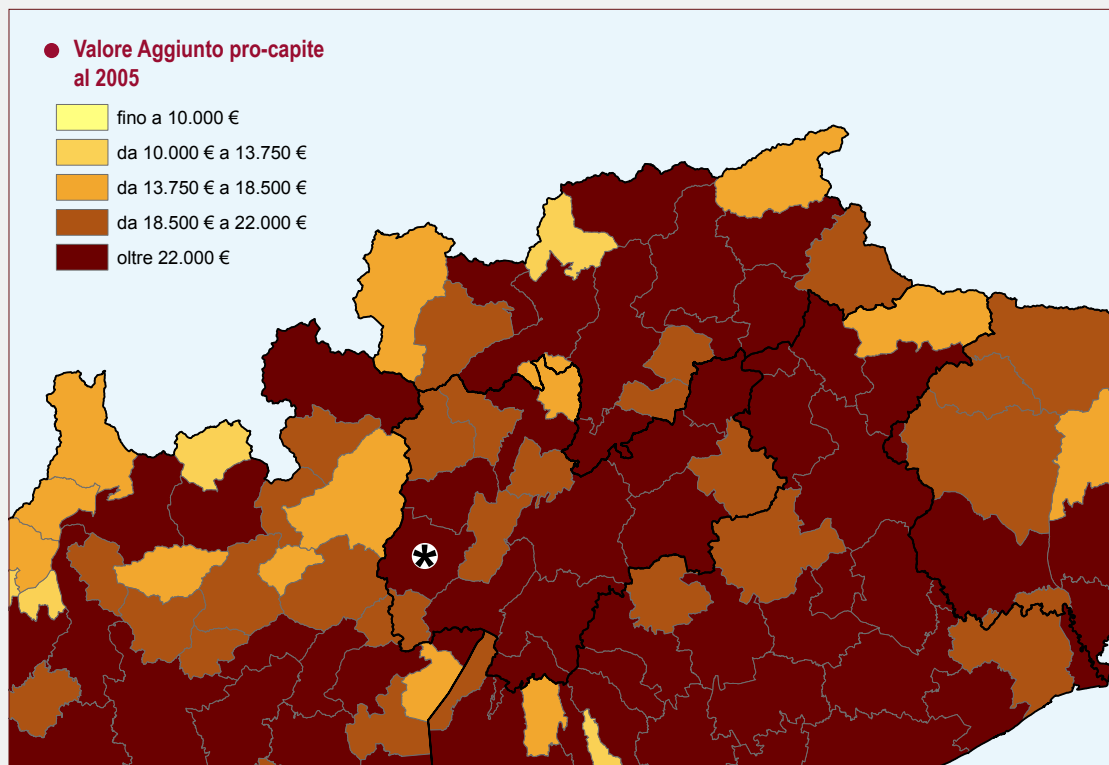 Valore Aggiunto pro-capite
al 2005
fino a 10.000 €
da 10.000 € a 13.750 €
da 13.750 € a 18.500 €
da 18.500 € a 22.000 €
oltre 22.000 €